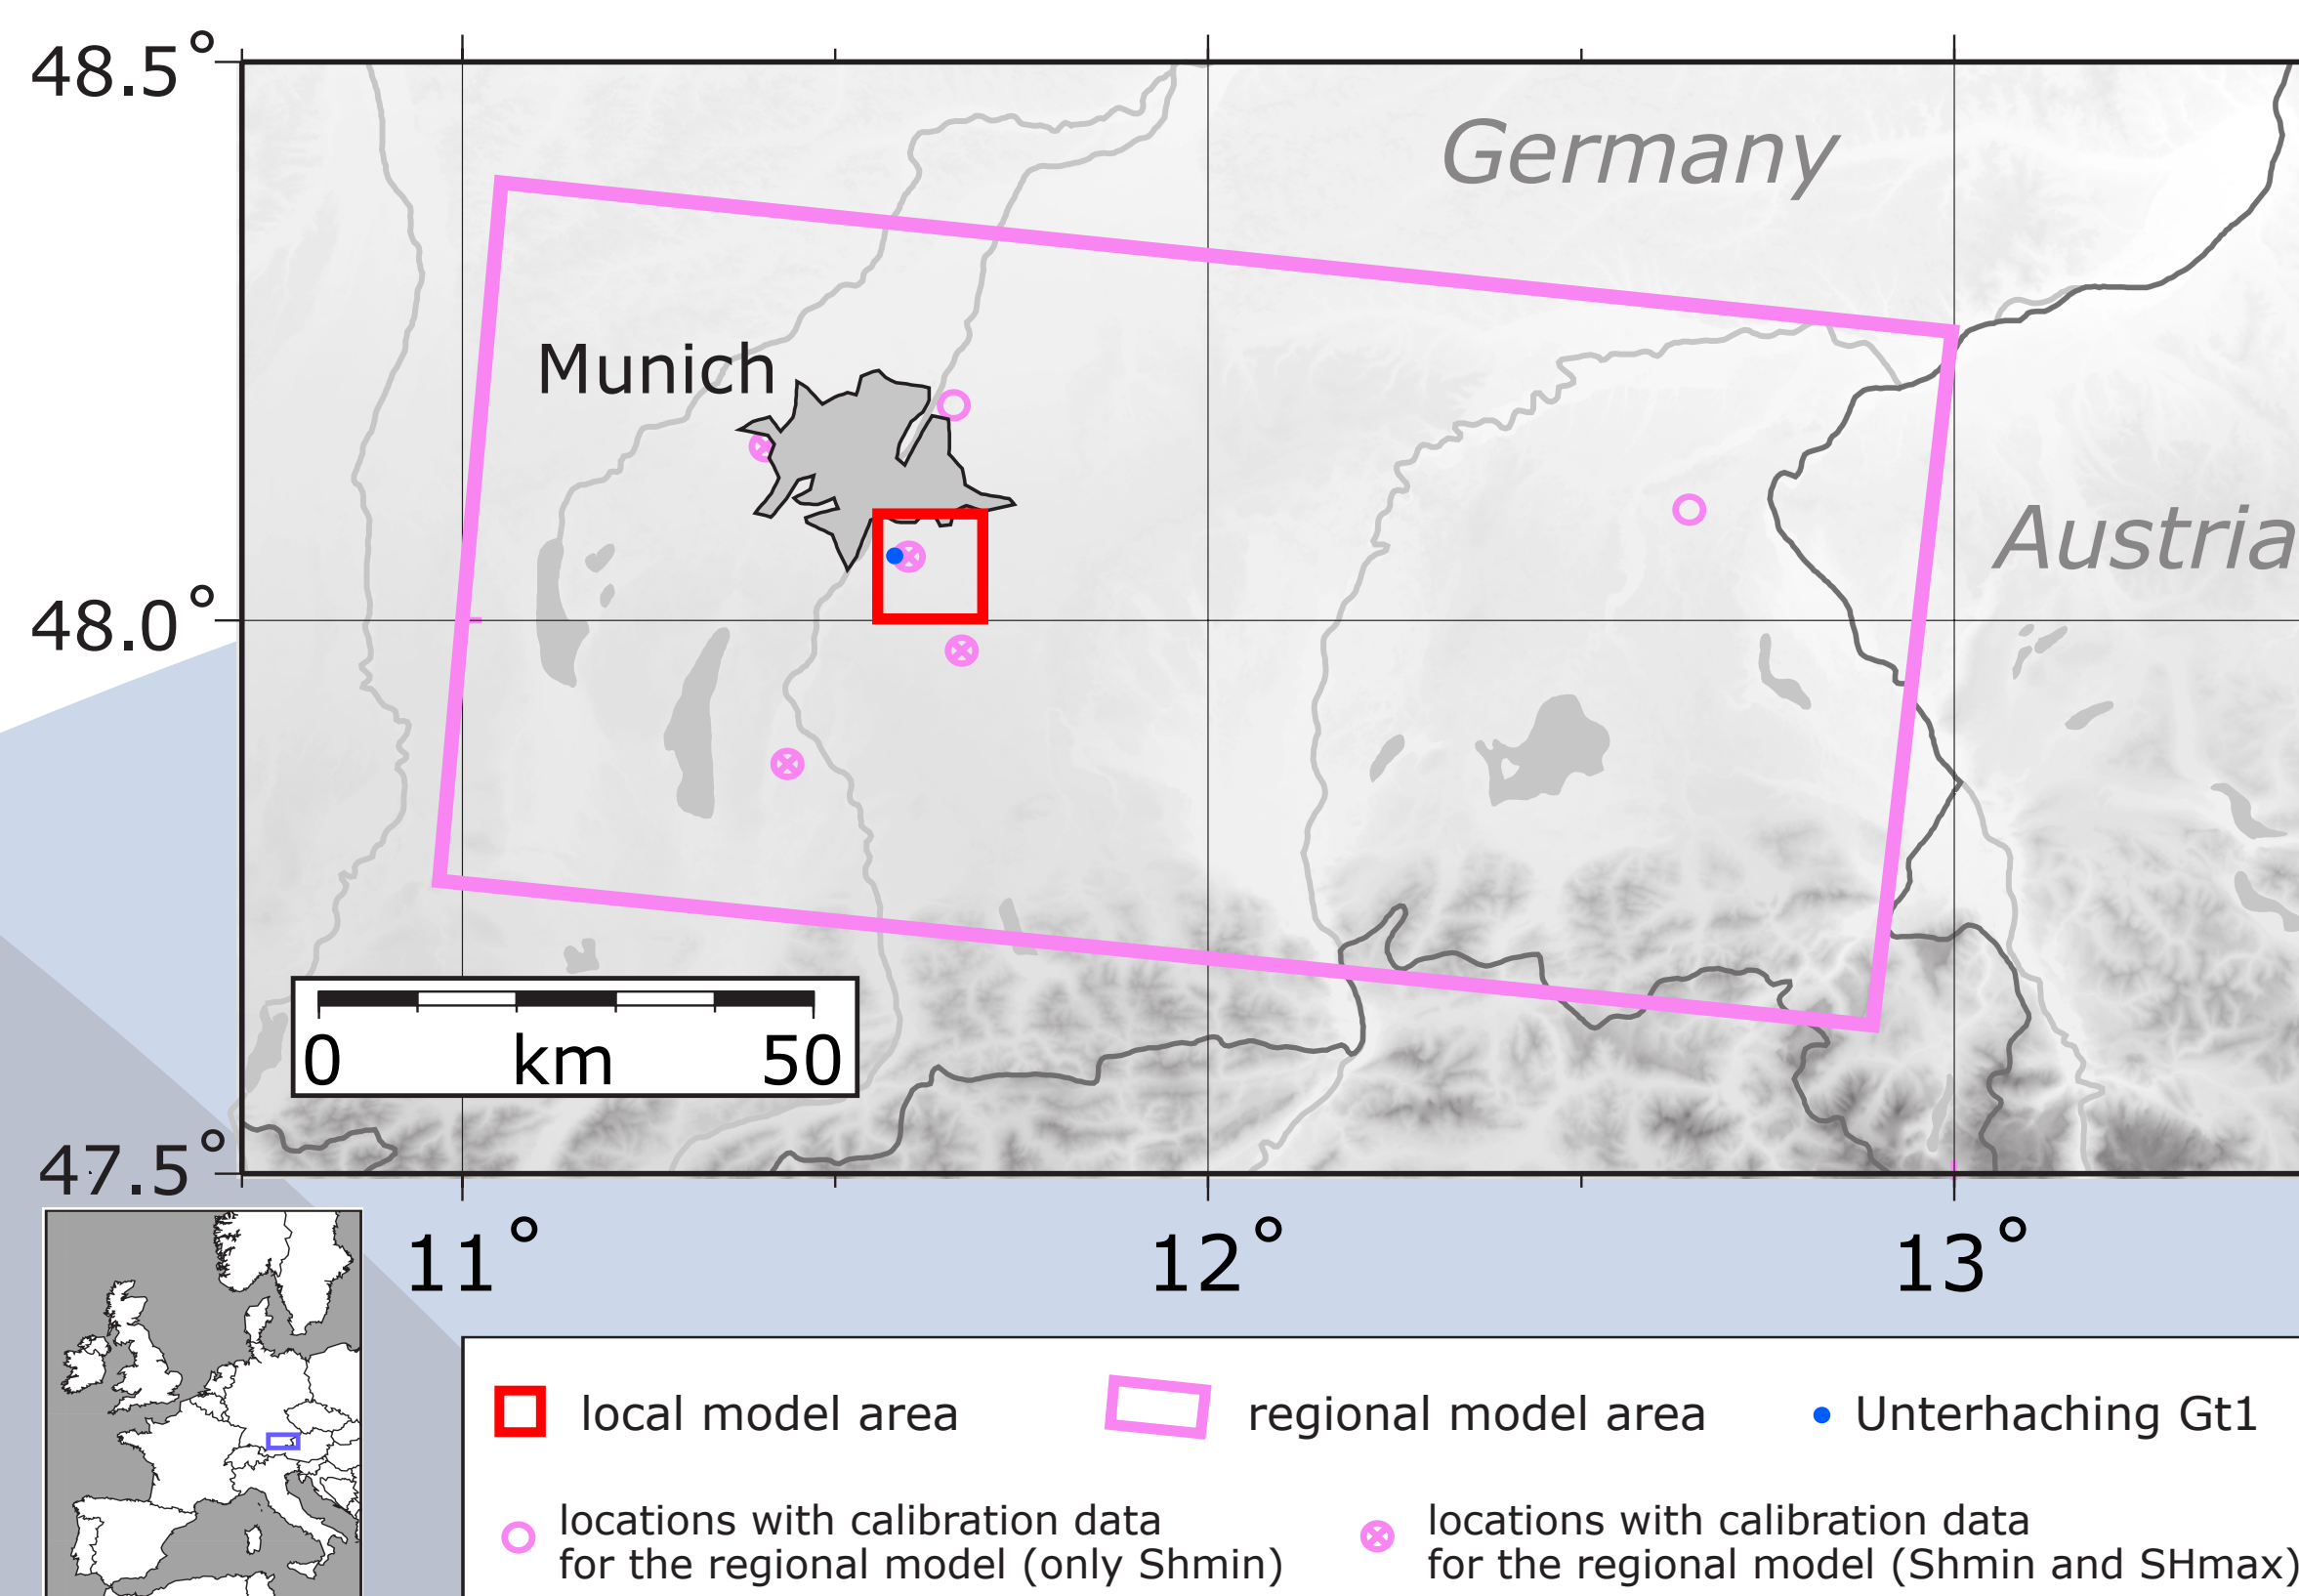 48.5°
Germany
Munich
Austria
48.0°
0 km 50
47.5°
11° 12° 13°
local model area
regional model area
Unterhaching Gt1
locations with calibration data
for the regional model (only Shmin)
locations with calibration data
for the regional model (Shmin and SHmax)